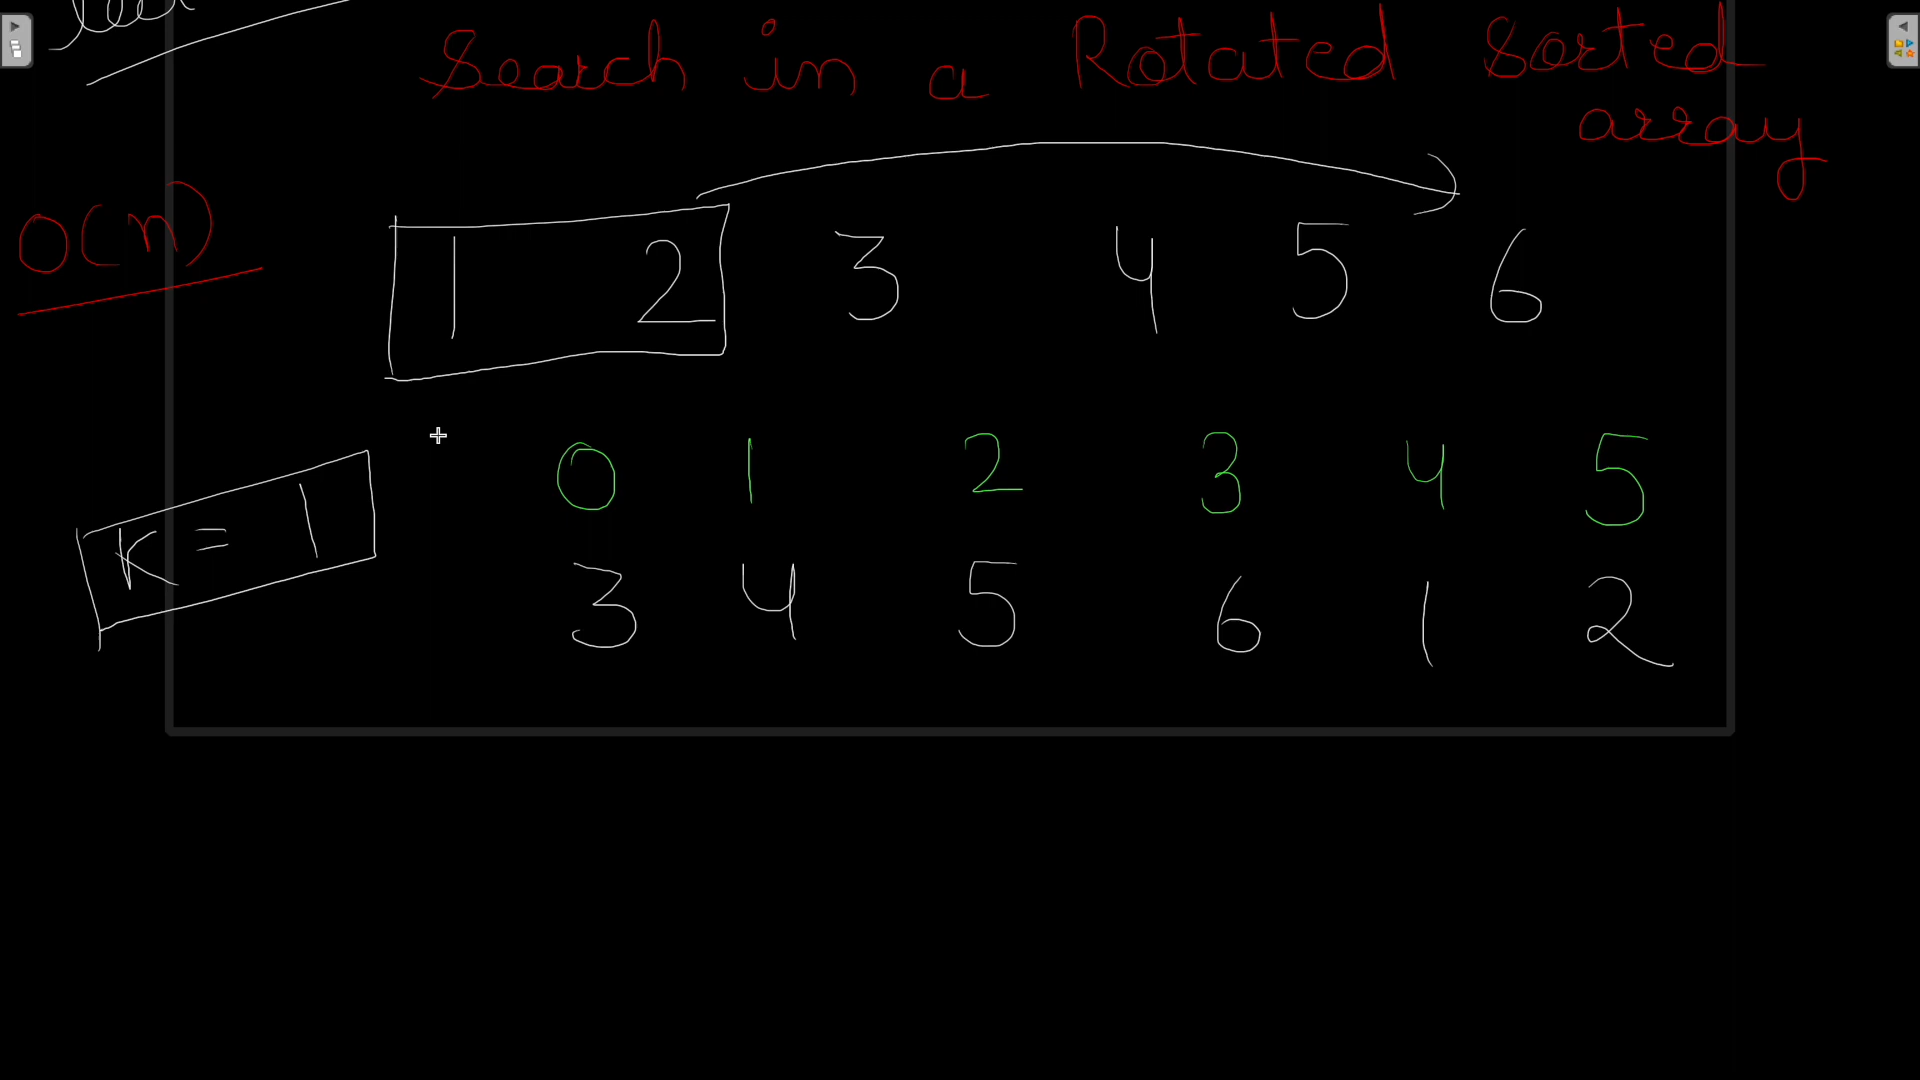 Search in a Rotated Sorted
array
O(n)
1 2 3 4 5 6
0 1 2 3 4 5
K = 1
3 4 5 6 1 2